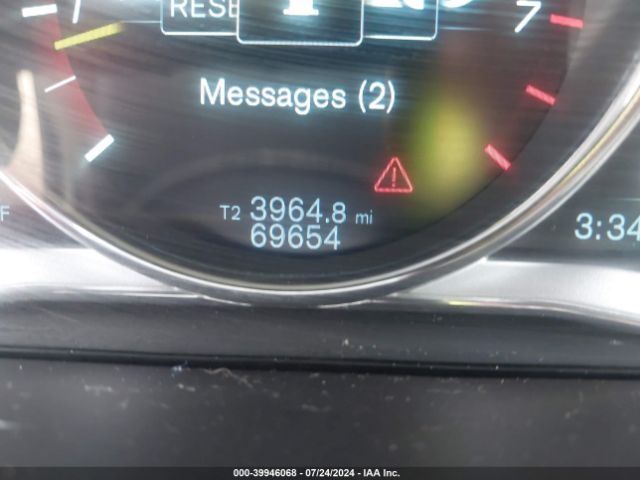 RESE
7
Messages (2)
T2 3964.8 mi
69654
F
3:34
000-39946068 | 07/24/2024 - IAA Inc.